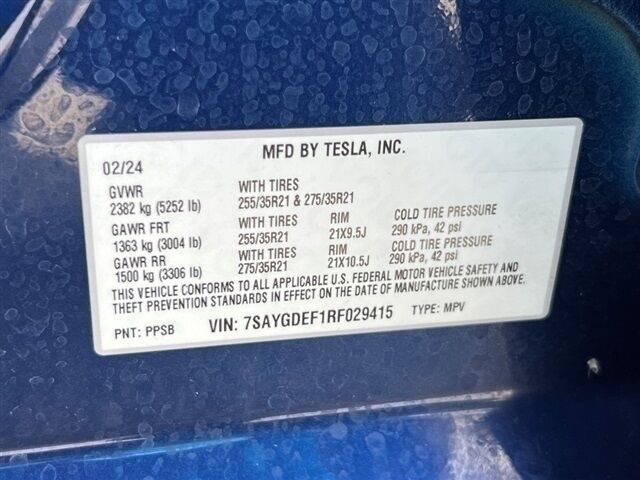 MFD BY TESLA, INC.
02/24
GVWR WITH TIRES
2382 kg (5252 lb) 255/35R21 & 275/35R21
GAWR FRT WITH TIRES RIM COLD TIRE PRESSURE
1363 kg (3004 lb) 255/35R21 21X9.5J 290 kPa, 42 psi
GAWR RR WITH TIRES RIM COLD TIRE PRESSURE
1500 kg (3306 lb) 275/35R21 21X10.5J 290 kPa, 42 psi
THIS VEHICLE CONFORMS TO ALL APPLICABLE U.S. FEDERAL MOTOR VEHICLE SAFETY AND
THEFT PREVENTION STANDARDS IN EFFECT ON THE DATE OF MANUFACTURE SHOWN ABOVE.
PNT: PPSB VIN: 7SAYGDEF1RF029415 TYPE: MPV